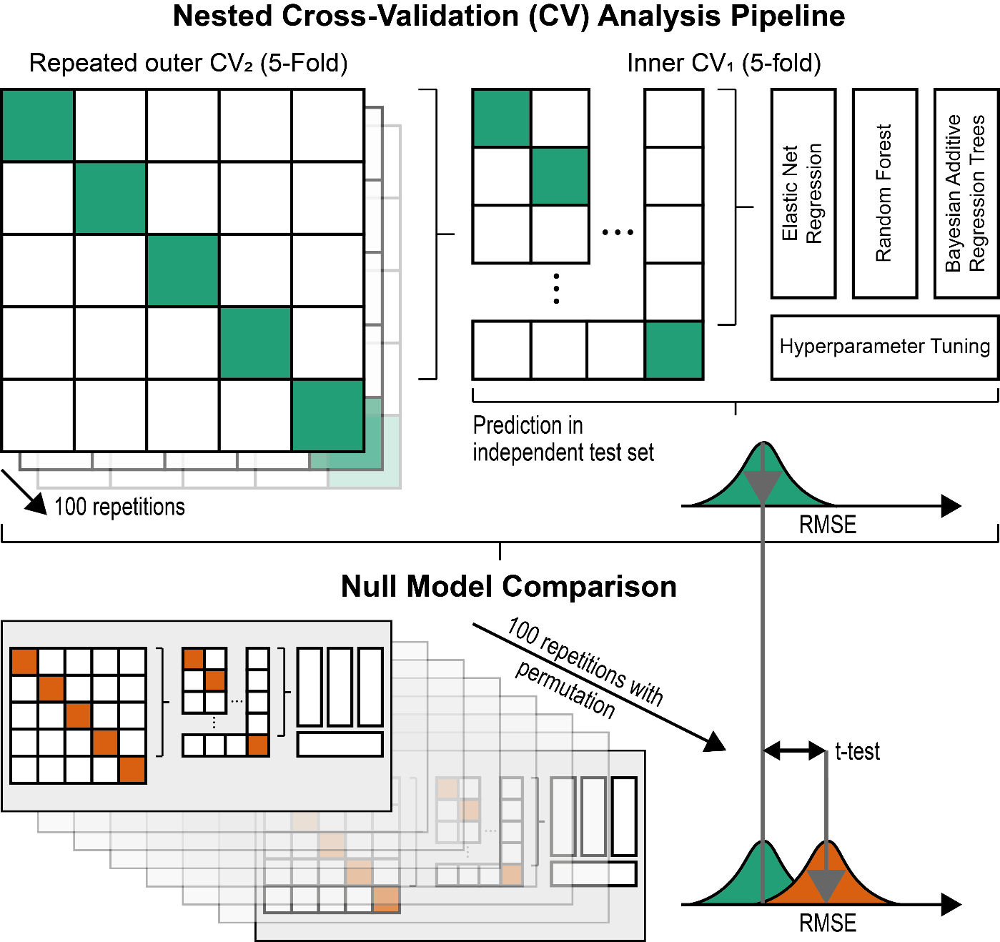 Nested Cross-Validation (CV) Analysis Pipeline
Repeated outer CV₂ (5-Fold)
Inner CV₁ (5-fold)
Elastic Net
Regression
Random Forest
Bayesian Additive
Regression Trees
Hyperparameter Tuning
Prediction in
independent test set
100 repetitions
RMSE
Null Model Comparison
100 repetitions with
permutation
t-test
RMSE